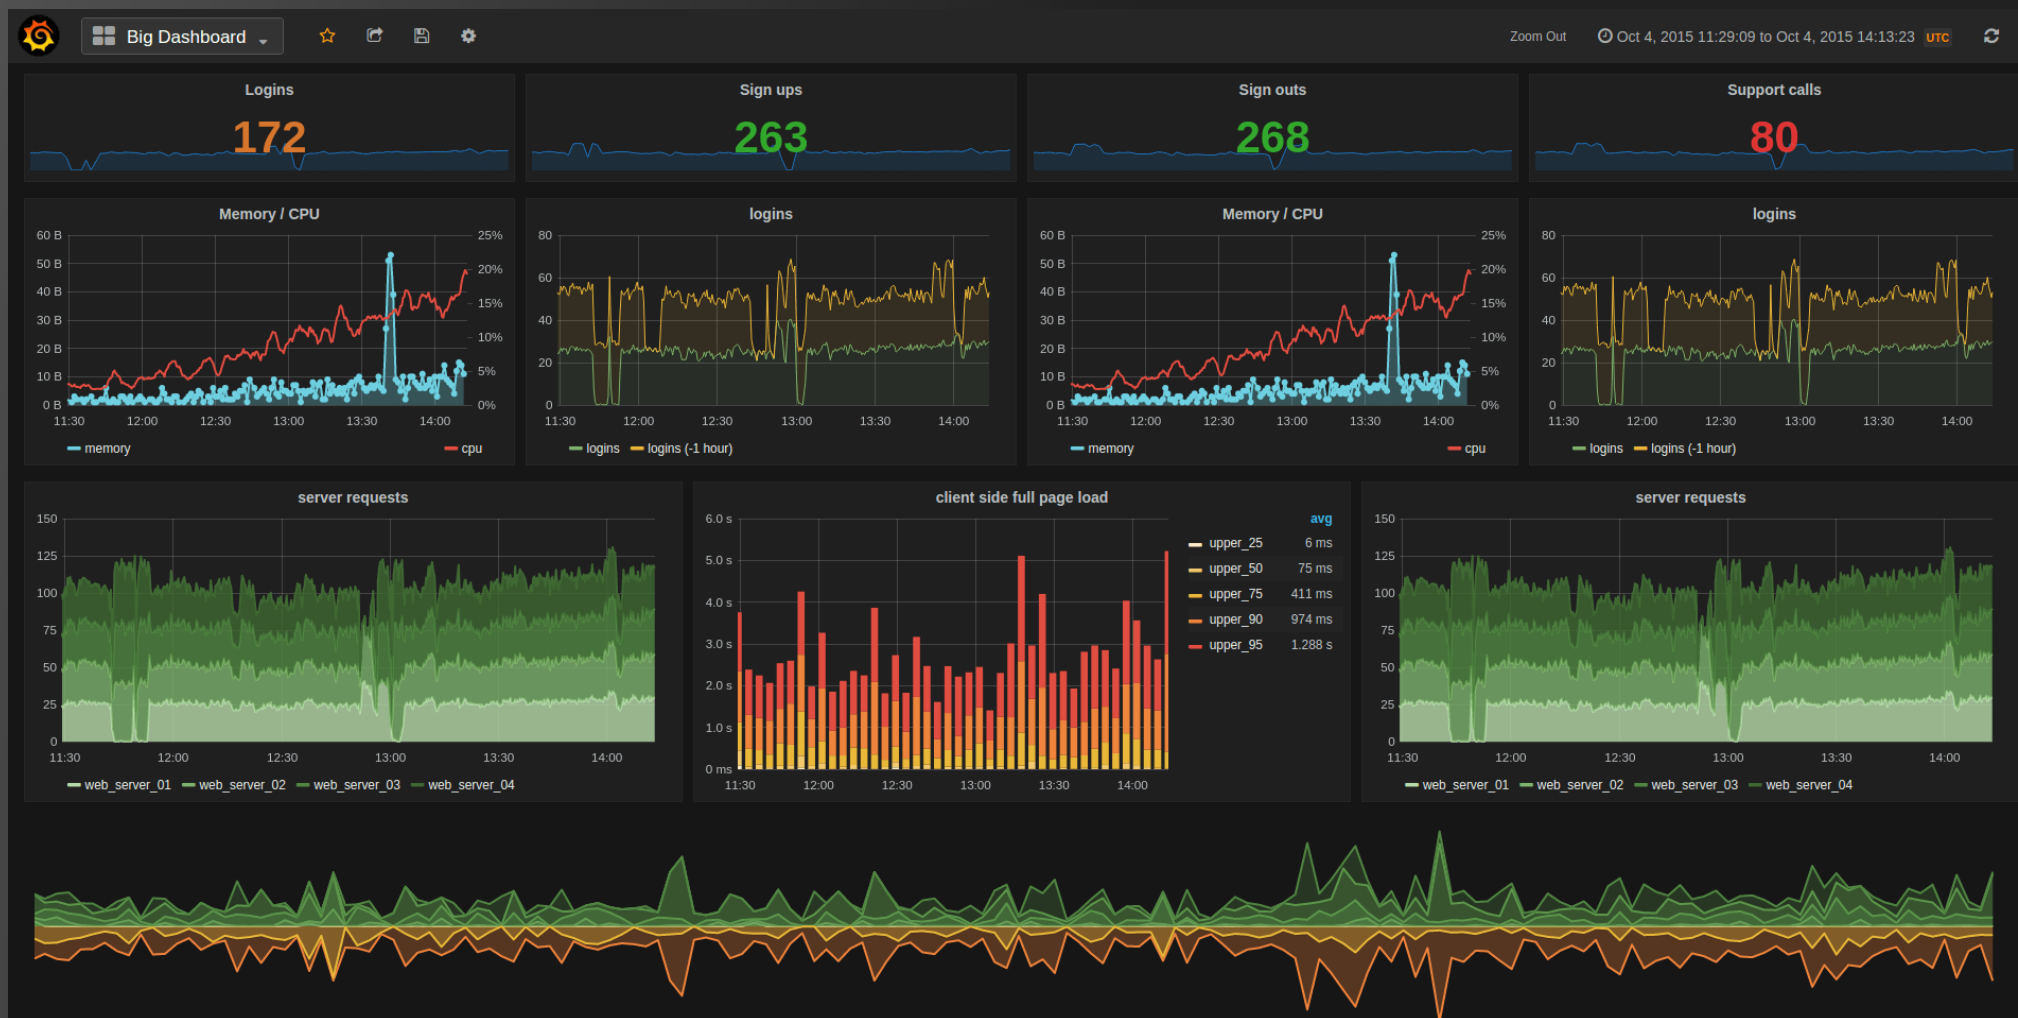 Big Dashboard
Zoom Out Oct 4, 2015 11:29:09 to Oct 4, 2015 14:13:23 UTC
Logins
172
Sign ups
263
Sign outs
268
Support calls
80
Memory / CPU
60 B 25%
50 B 20%
40 B 15%
30 B
20 B 10%
10 B 5%
0 B 0%
11:30 12:00 12:30 13:00 13:30 14:00
memory cpu
logins
80
60
40
20
0
11:30 12:00 12:30 13:00 13:30 14:00
logins logins (-1 hour)
Memory / CPU
60 B 25%
50 B 20%
40 B 15%
30 B
20 B 10%
10 B 5%
0 B 0%
11:30 12:00 12:30 13:00 13:30 14:00
memory cpu
logins
80
60
40
20
0
11:30 12:00 12:30 13:00 13:30 14:00
logins logins (-1 hour)
server requests
150
125
100
75
50
25
0
11:30 12:00 12:30 13:00 13:30 14:00
web_server_01 web_server_02 web_server_03 web_server_04
client side full page load
6.0 s
5.0 s
4.0 s
3.0 s
2.0 s
1.0 s
0 ms
11:30 12:00 12:30 13:00 13:30 14:00
avg
upper_25 6 ms
upper_50 75 ms
upper_75 411 ms
upper_90 974 ms
upper_95 1.288 s
server requests
150
125
100
75
50
25
0
11:30 12:00 12:30 13:00 13:30 14:00
web_server_01 web_server_02 web_server_03 web_server_04